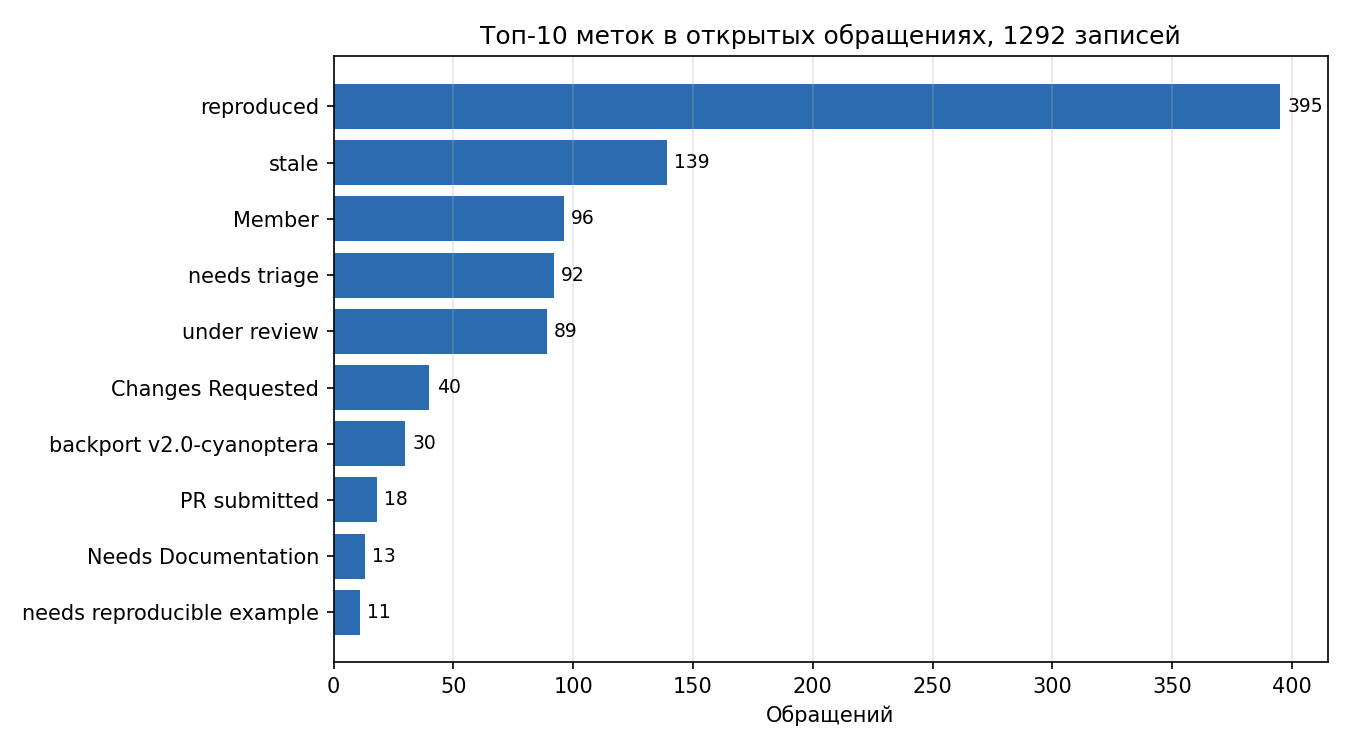 Топ-10 меток в открытых обращениях, 1292 записей
reproduced 395
stale 139
Member 96
needs triage 92
under review 89
Changes Requested 40
backport v2.0-cyanoptera 30
PR submitted 18
Needs Documentation 13
needs reproducible example 11
0 50 100 150 200 250 300 350 400
Обращений